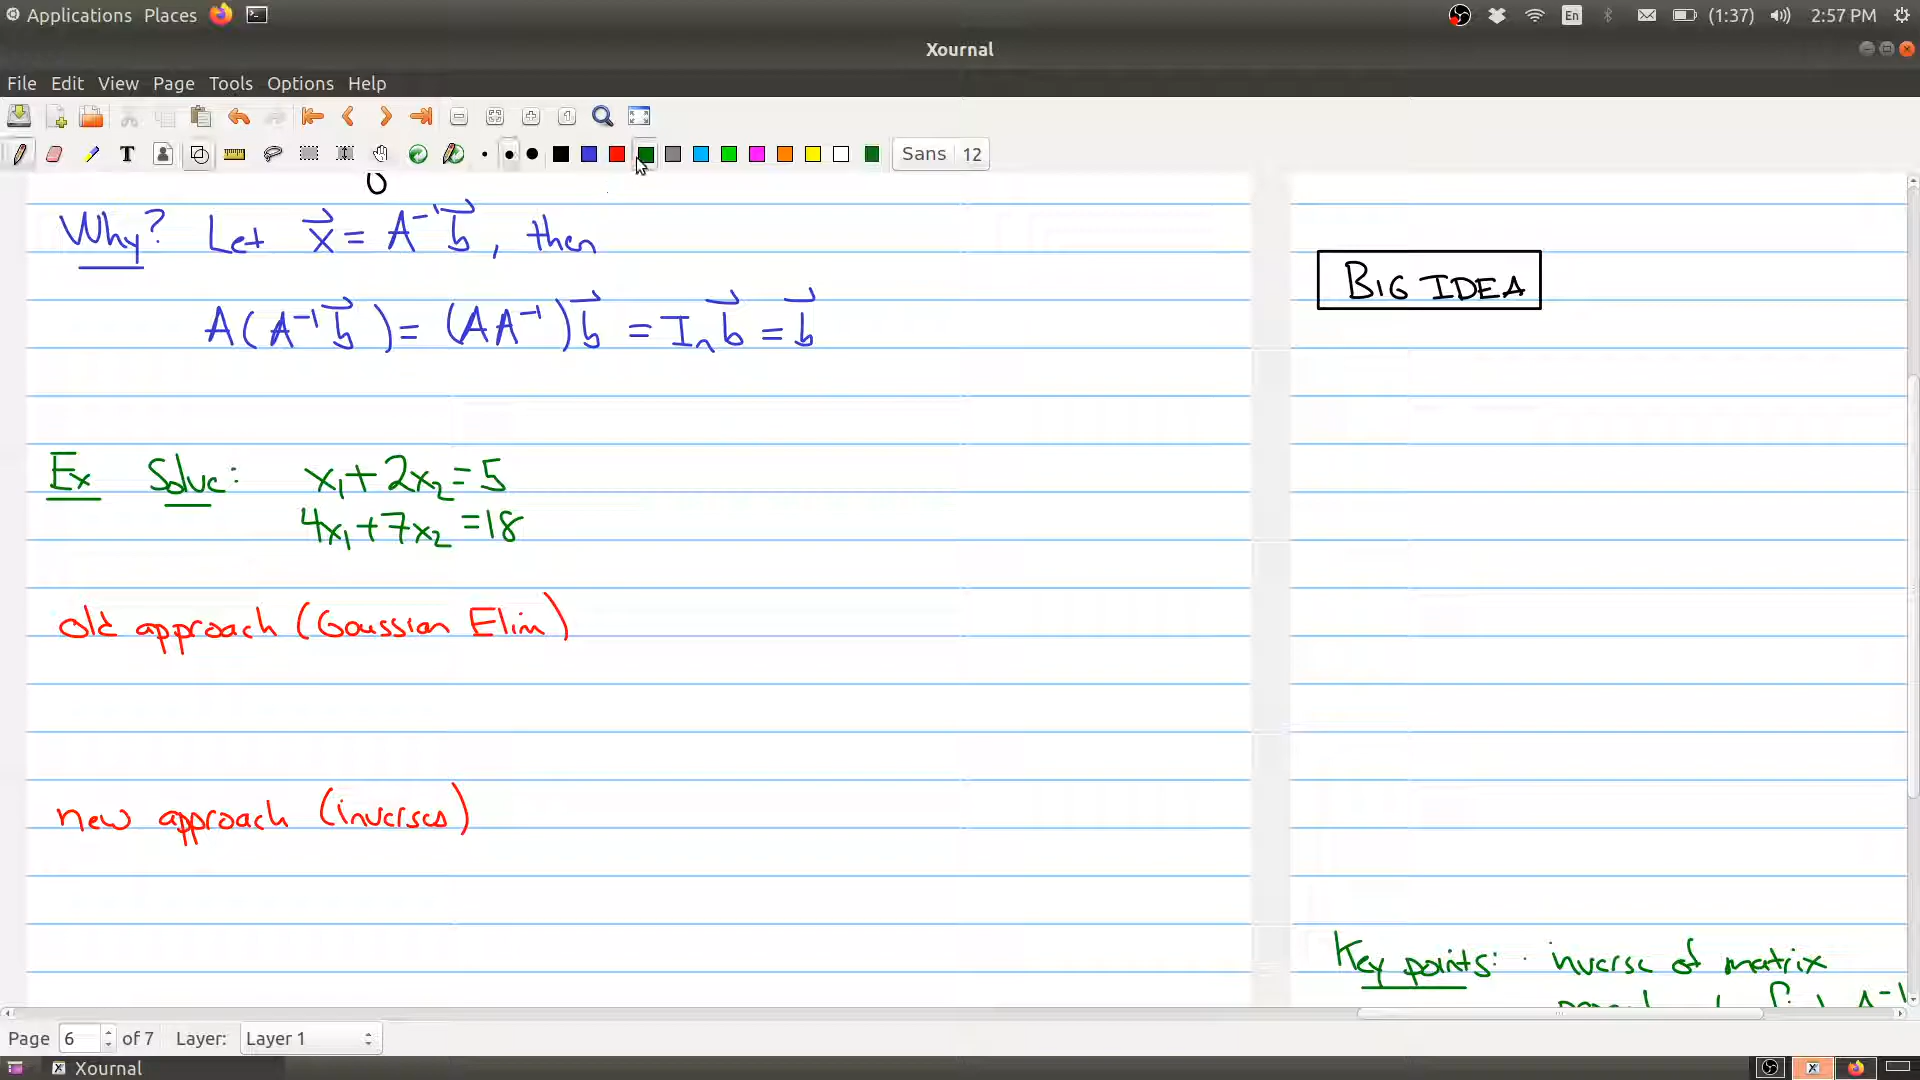 Applications Places En (1:37) 2:57 PM
Xournal
File Edit View Page Tools Options Help
T Sans 12
Why? Let x⃗ = A⁻¹b⃗, then
A(A⁻¹b⃗) = (AA⁻¹)b⃗ = Iₙb⃗ = b⃗
BIG IDEA
Ex Solve: x₁+2x₂=5
4x₁+7x₂=18
old approach (Gaussian Elim)
new approach (inverses)
Key points: · inverse of matrix
Page 6 of 7 Layer: Layer 1
Xournal